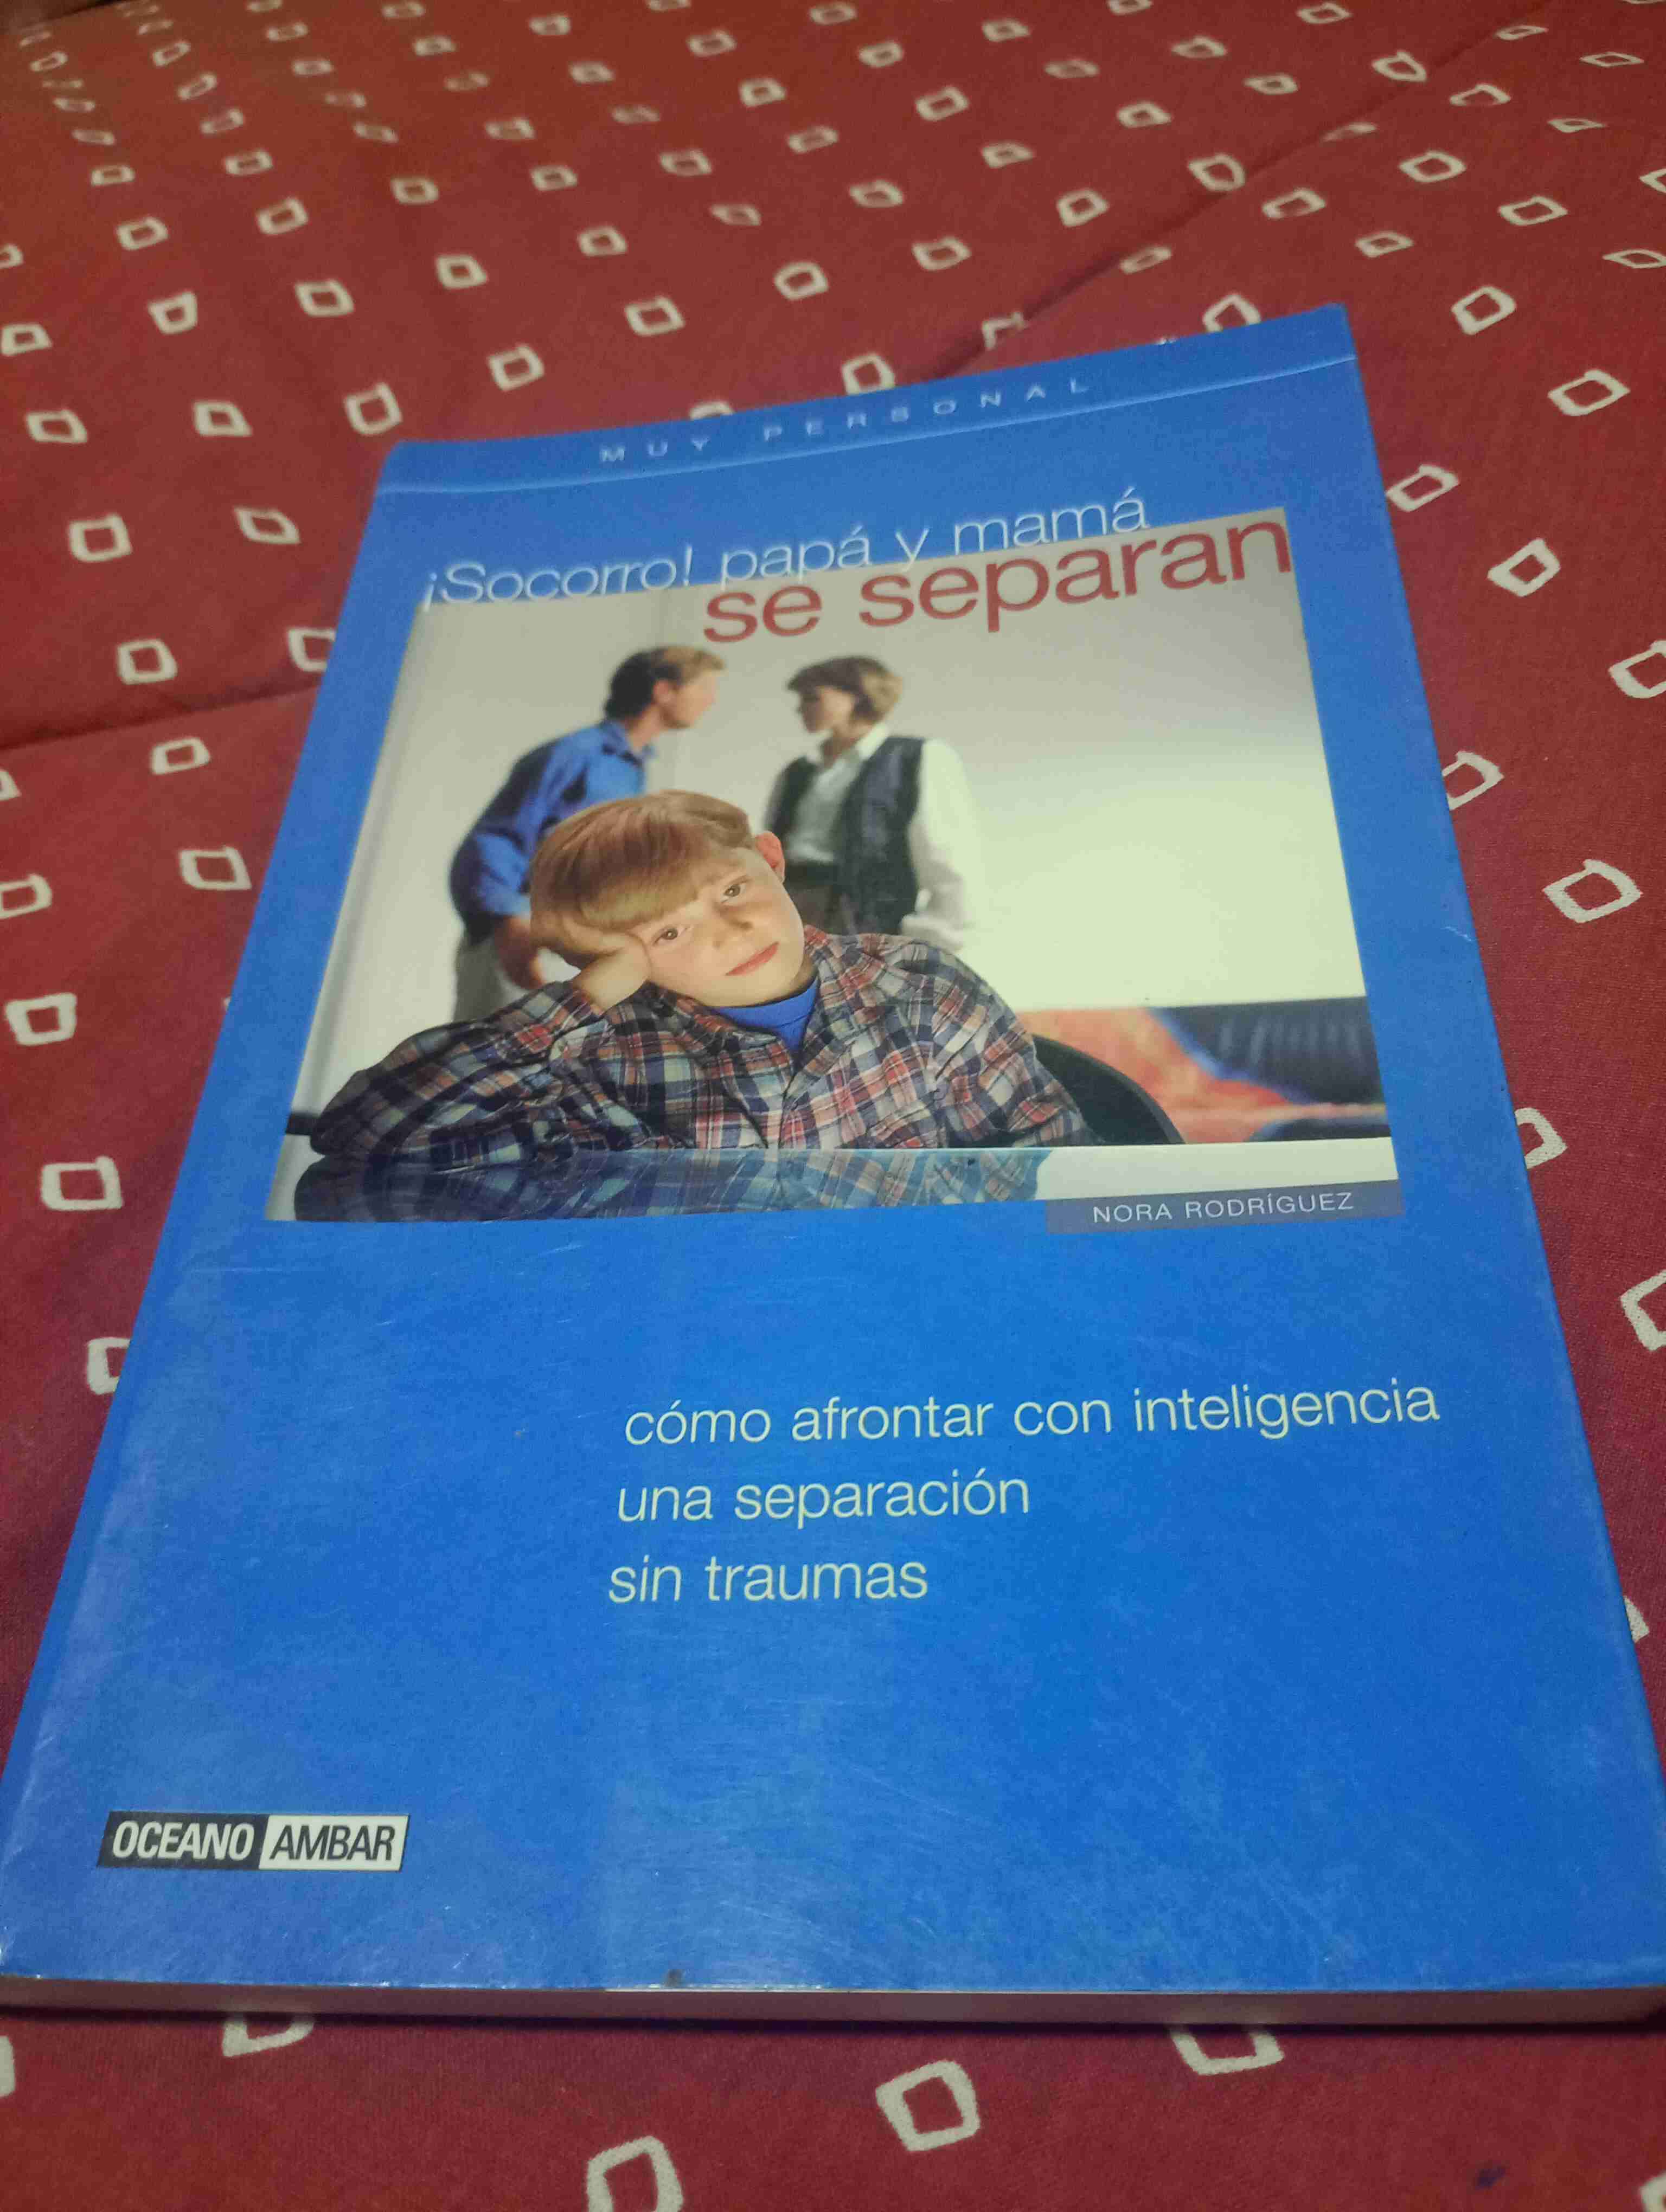 MUY PERSONAL
¡Socorro! papá y mamá
se separan
NORA RODRÍGUEZ
cómo afrontar con inteligencia
una separación
sin traumas
OCEANO AMBAR